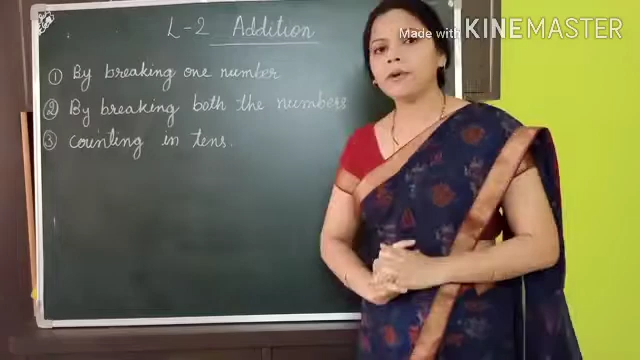 Made with KINEMASTER
L-2 Addition
① By breaking one number
② By breaking both the numbers
③ counting in tens.